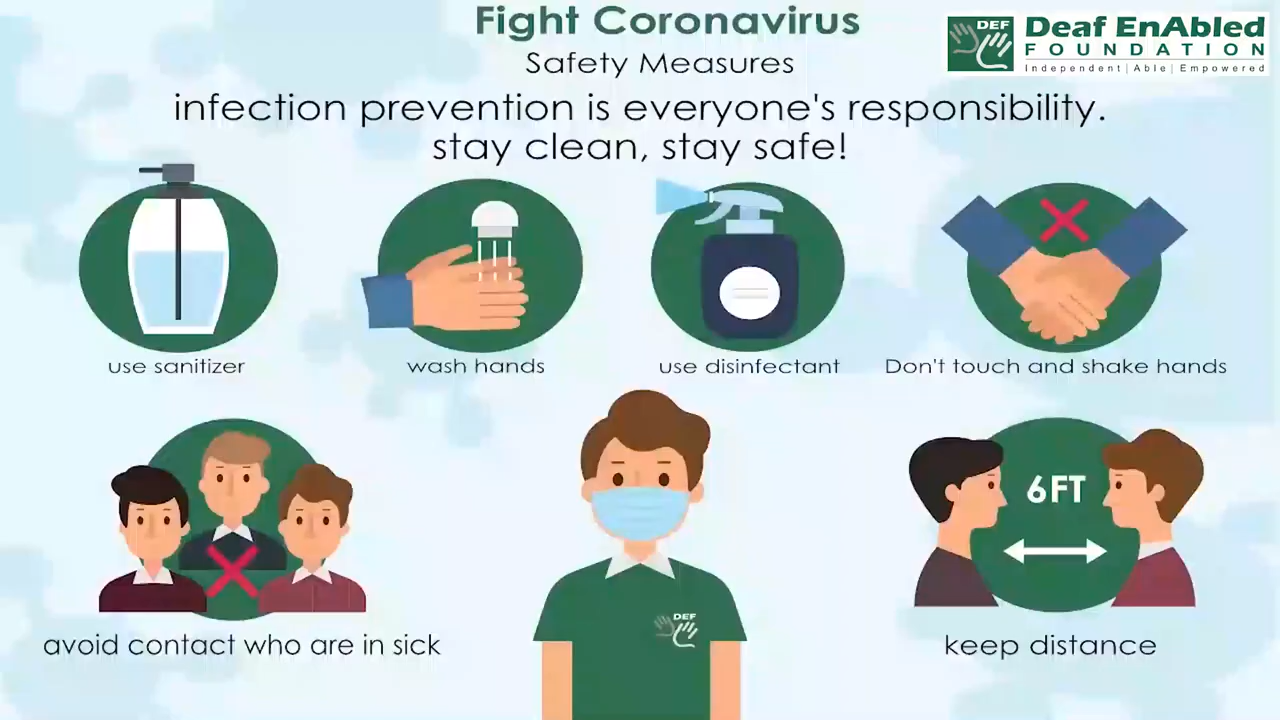 Fight Coronavirus
Safety Measures
DEF
Deaf EnAbled
FOUNDATION
Independent | Able | Empowered
infection prevention is everyone's responsibility.
stay clean, stay safe!
use sanitizer
wash hands
use disinfectant
Don't touch and shake hands
6FT
DEF
avoid contact who are in sick
keep distance